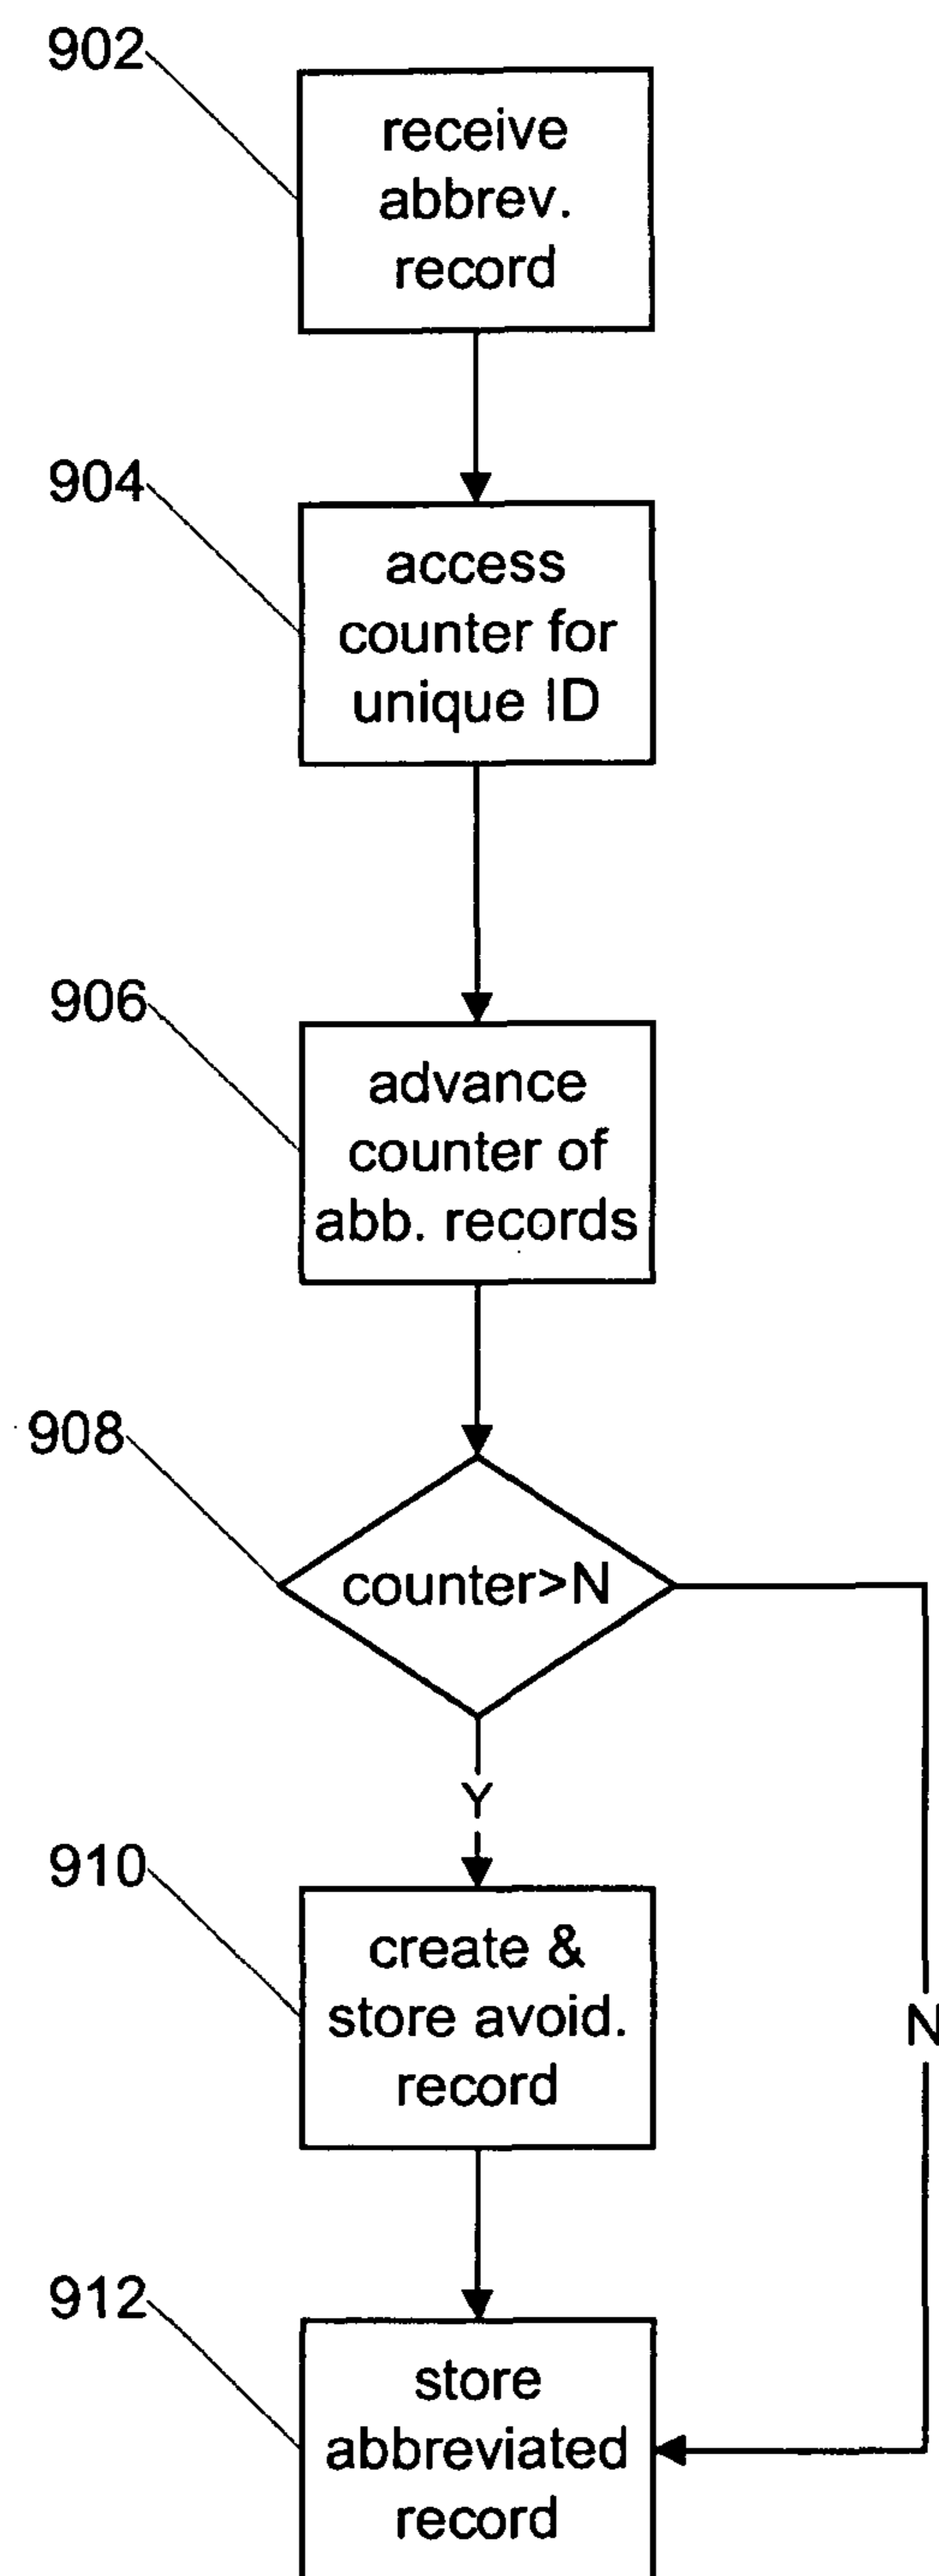 902
receive
abbrev.
record
904
access
counter for
unique ID
906
advance
counter of
abb. records
908
counter>N
Y
910
create &
store avoid.
record
N
912
store
abbreviated
record